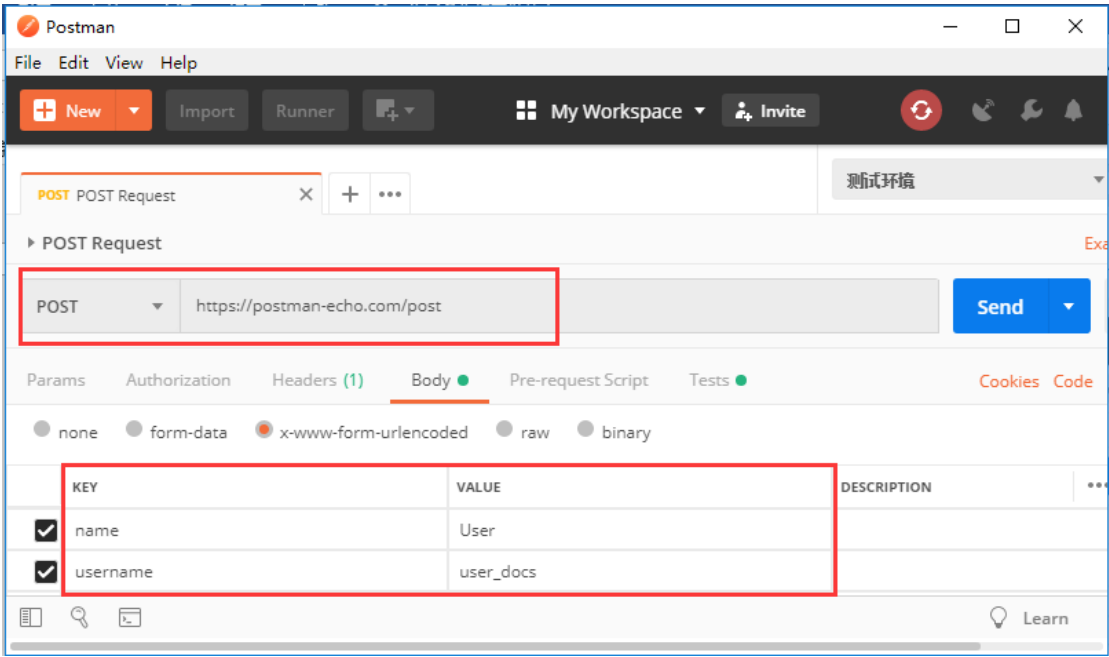 Postman
File Edit View Help
New Import Runner My Workspace Invite
POST POST Request 测试环境
POST Request
POST https://postman-echo.com/post Send
Params Authorization Headers (1) Body Pre-request Script Tests Cookies Code
none form-data x-www-form-urlencoded raw binary
KEY VALUE DESCRIPTION
name User
username user_docs
Learn